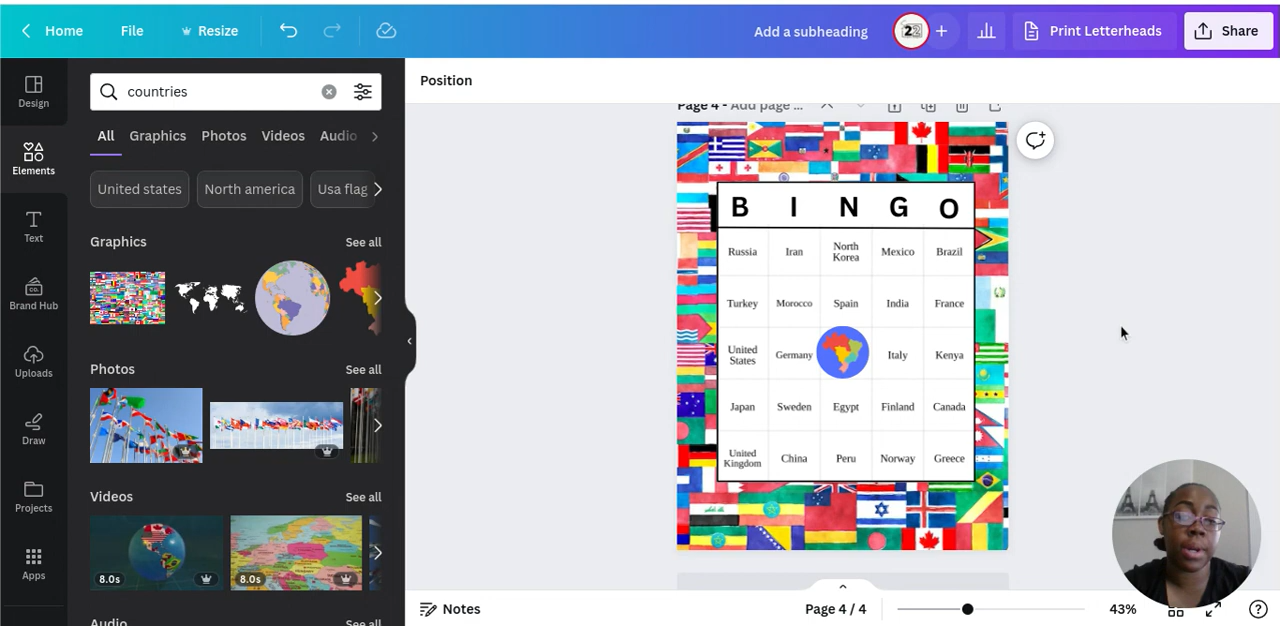 Home File Resize Add a subheading 22 + Print Letterheads Share
Design
Elements
Text
Brand Hub
Uploads
Draw
Projects
Apps
countries
All Graphics Photos Videos Audio
United states North america Usa flag
Graphics See all
Photos See all
Videos See all
8.0s 8.0s
Audio See all
Position
Page 4 - Add page ...
B I N G O
Russia Iran North Korea Mexico Brazil
Turkey Morocco Spain India France
United States Germany Italy Kenya
Japan Sweden Egypt Finland Canada
United Kingdom China Peru Norway Greece
Notes Page 4 / 4 43%